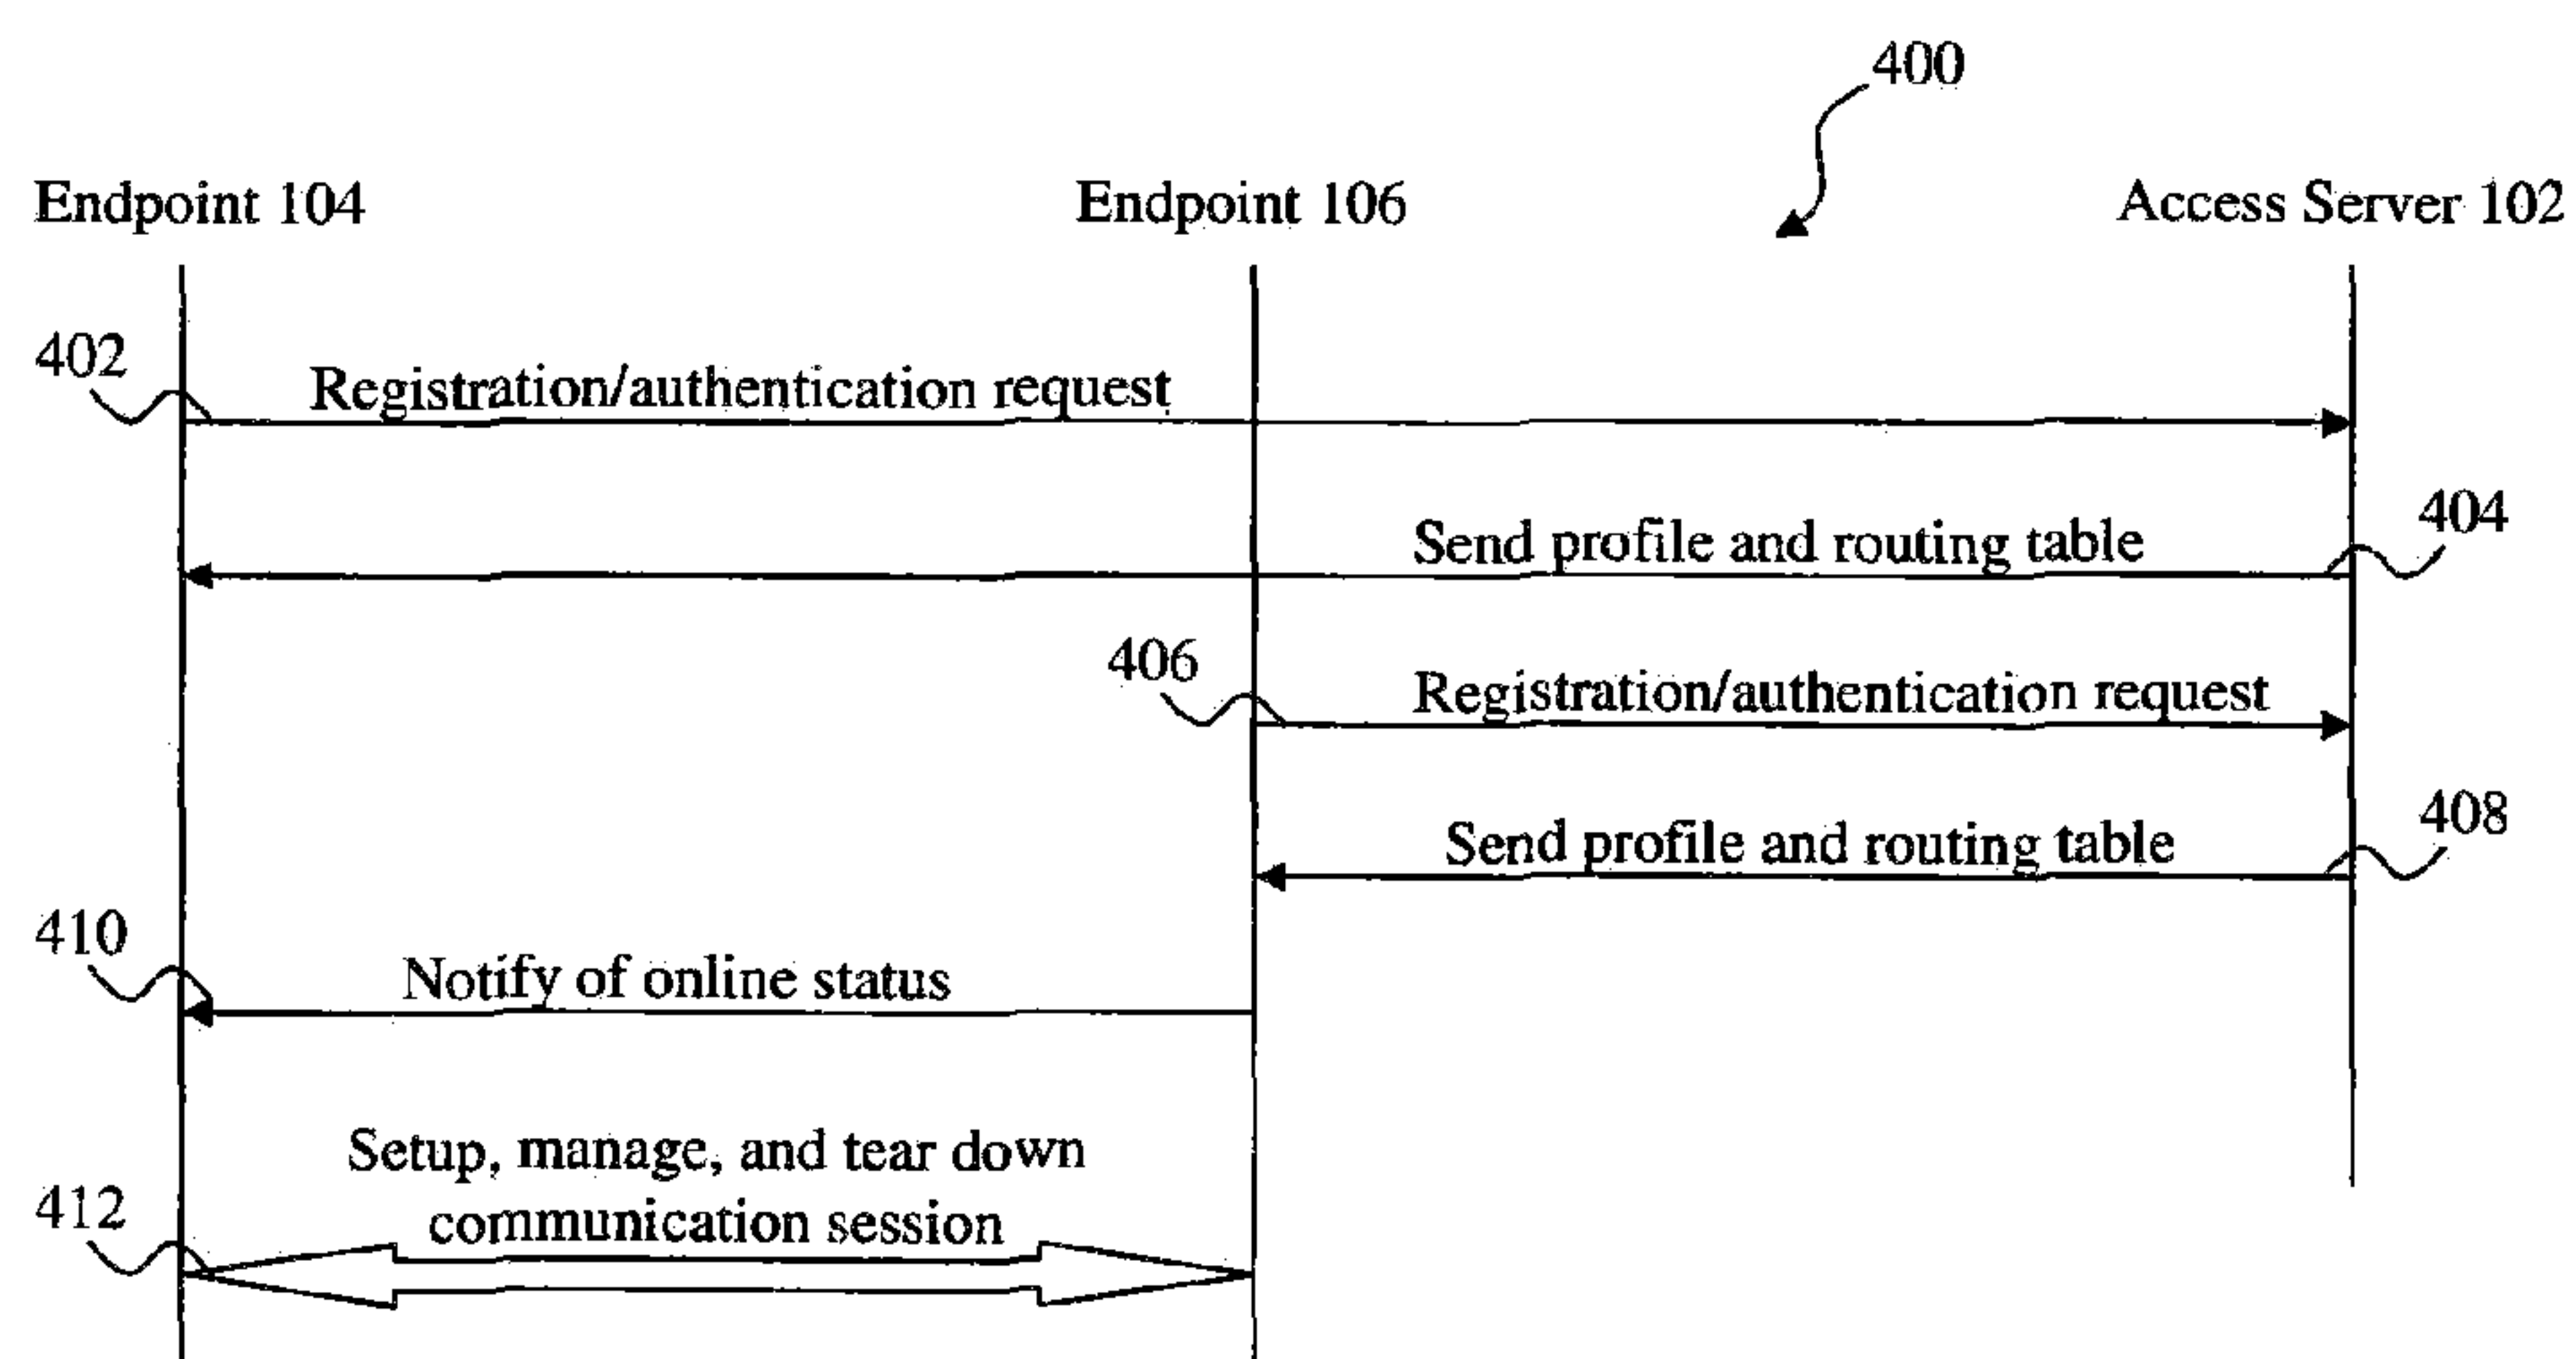 400
Endpoint 104
Endpoint 106
Access Server 102
402
Registration/authentication request
404
Send profile and routing table
406
Registration/authentication request
408
Send profile and routing table
410
Notify of online status
Setup, manage, and tear down
412
communication session